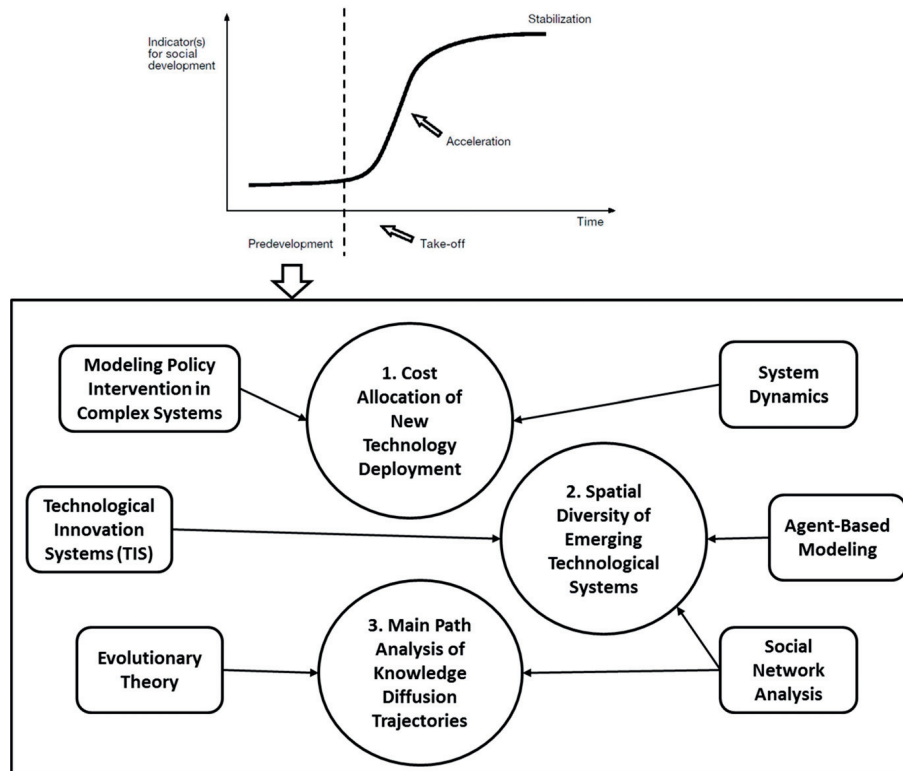 Stabilization
Indicator(s)
for social
development
Acceleration
Time
Predevelopment
Take-off
Modeling Policy
Intervention in
Complex Systems
1. Cost
Allocation of
New
Technology
Deployment
System
Dynamics
Technological
Innovation
Systems (TIS)
2. Spatial
Diversity of
Emerging
Technological
Systems
Agent-Based
Modeling
Evolutionary
Theory
3. Main Path
Analysis of
Knowledge
Diffusion
Trajectories
Social
Network
Analysis